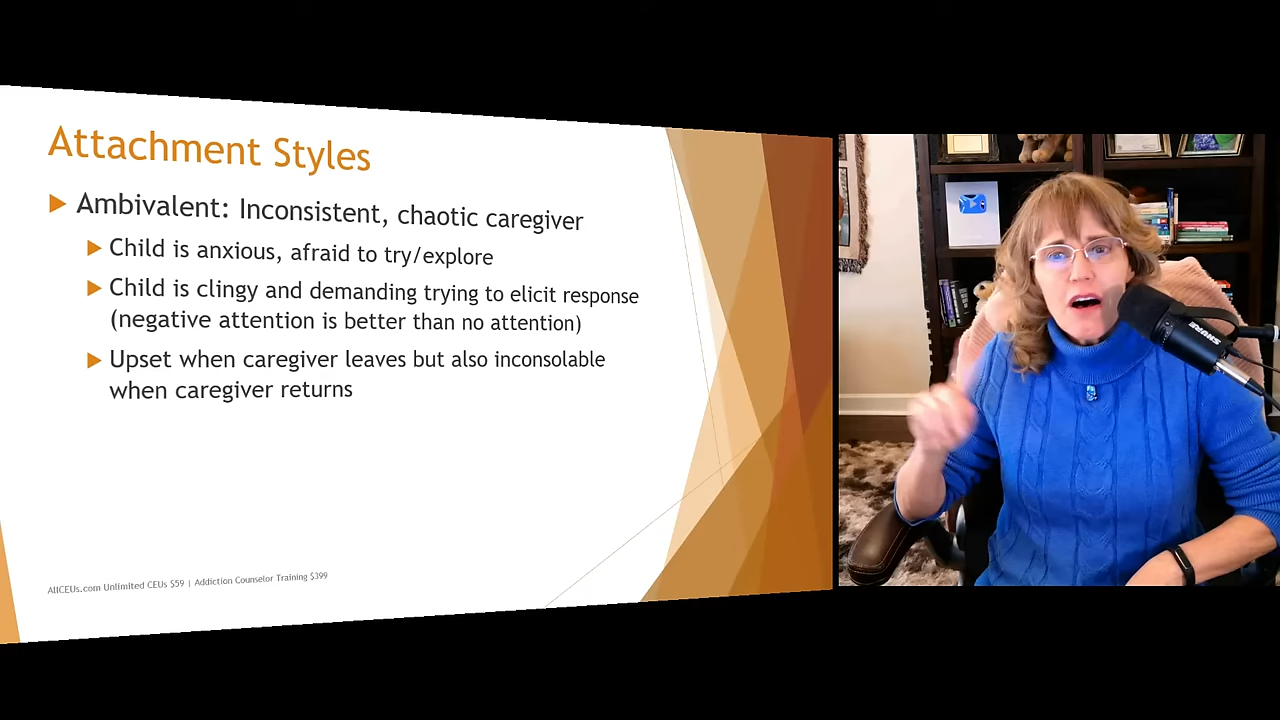 Attachment Styles
Ambivalent: Inconsistent, chaotic caregiver
Child is anxious, afraid to try/explore
Child is clingy and demanding trying to elicit response
(negative attention is better than no attention)
Upset when caregiver leaves but also inconsolable
when caregiver returns
AllCEUs.com Unlimited CEUs $59 | Addiction Counselor Training $399
SHURE